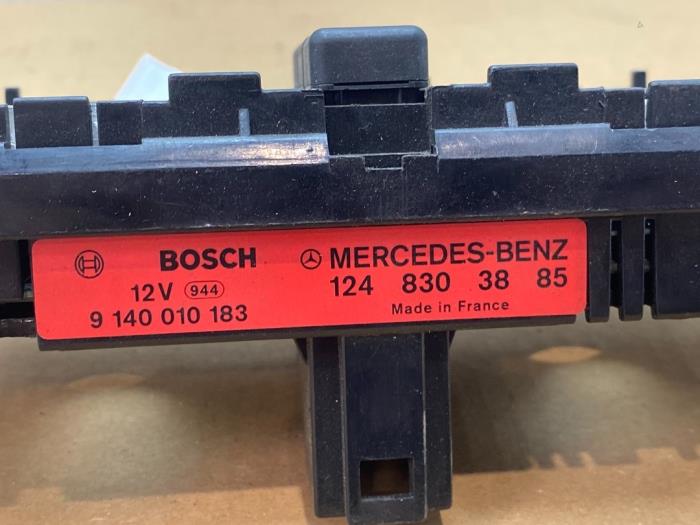 BOSCH
12V 944
9 140 010 183
MERCEDES-BENZ
124 830 38 85
Made in France